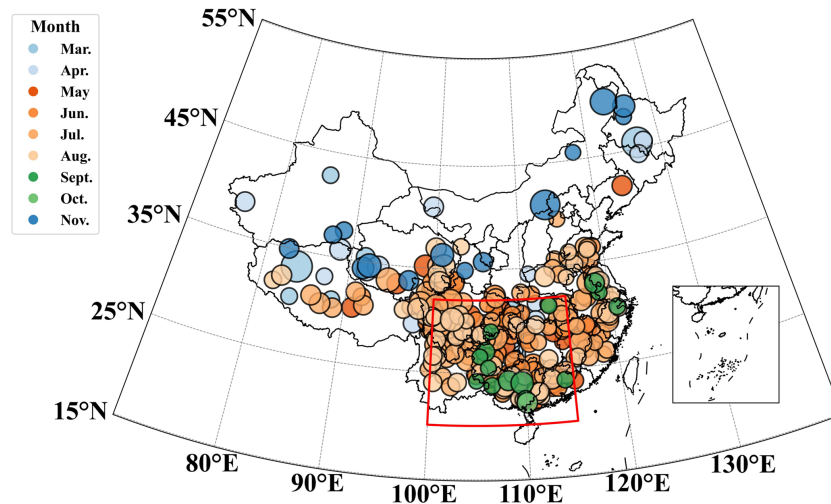 55°N
Month
Mar.
Apr.
May
Jun.
Jul.
Aug.
Sept.
Oct.
Nov.
45°N
35°N
25°N
15°N
80°E
90°E
100°E
110°E
120°E
130°E